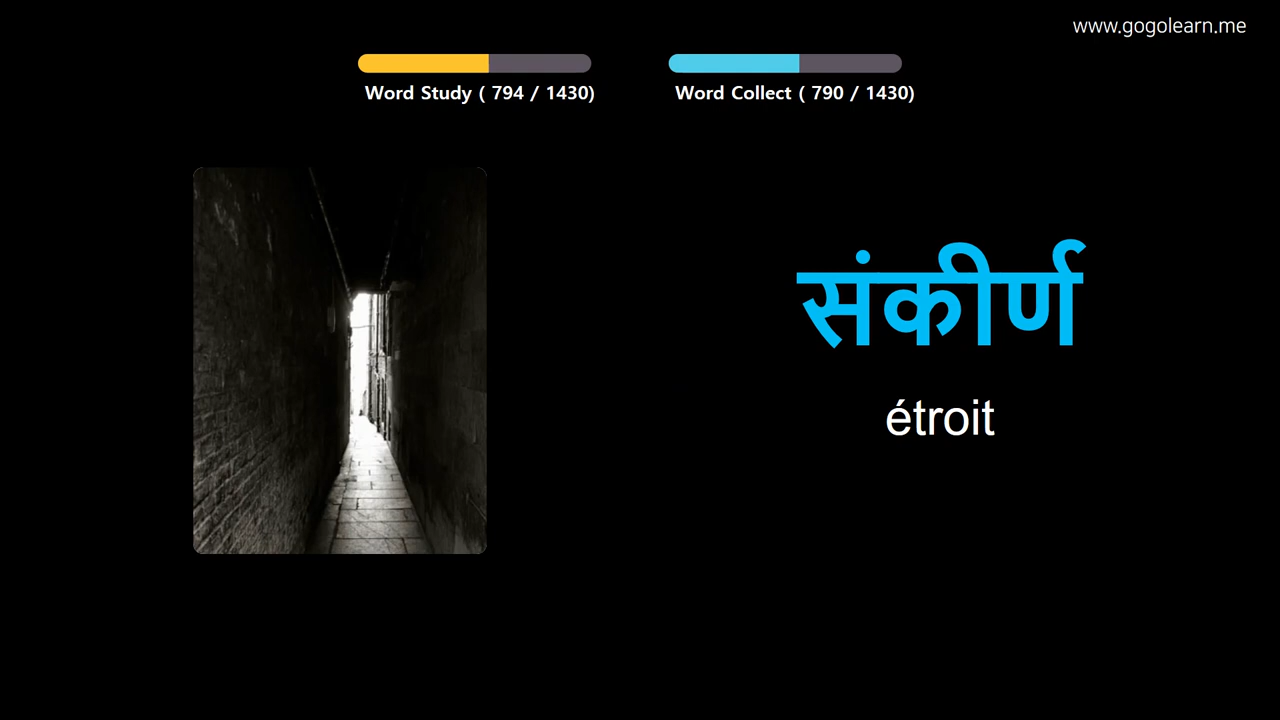 www.gogolearn.me
Word Study ( 794 / 1430)
Word Collect ( 790 / 1430)
संकीर्ण
étroit